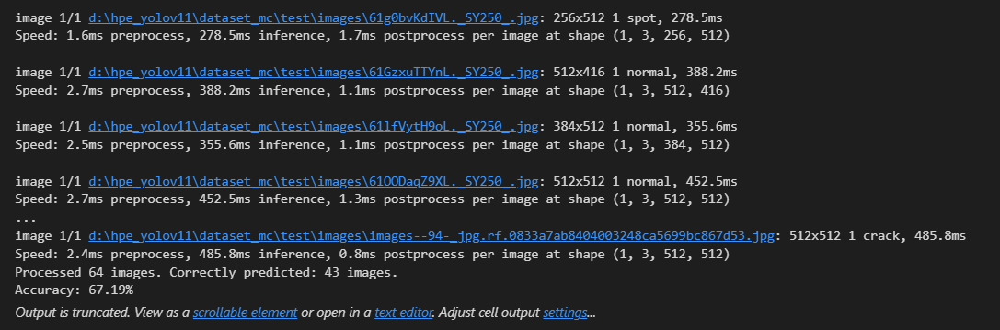 image 1/1 d:\hpe_yolov11\dataset_mc\test\images\61g0bvKdIVL._SY250_.jpg: 256x512 1 spot, 278.5ms
Speed: 1.6ms preprocess, 278.5ms inference, 1.7ms postprocess per image at shape (1, 3, 256, 512)
image 1/1 d:\hpe_yolov11\dataset_mc\test\images\61GzxuTTYnL._SY250_.jpg: 512x416 1 normal, 388.2ms
Speed: 2.7ms preprocess, 388.2ms inference, 1.1ms postprocess per image at shape (1, 3, 512, 416)
image 1/1 d:\hpe_yolov11\dataset_mc\test\images\61lfVytH9oL._SY250_.jpg: 384x512 1 normal, 355.6ms
Speed: 2.5ms preprocess, 355.6ms inference, 1.1ms postprocess per image at shape (1, 3, 384, 512)
image 1/1 d:\hpe_yolov11\dataset_mc\test\images\61OODaqZ9XL._SY250_.jpg: 512x512 1 normal, 452.5ms
Speed: 2.7ms preprocess, 452.5ms inference, 1.3ms postprocess per image at shape (1, 3, 512, 512)
...
image 1/1 d:\hpe_yolov11\dataset_mc\test\images\images--94-_jpg.rf.0833a7ab8404003248ca5699bc867d53.jpg: 512x512 1 crack, 485.8ms
Speed: 2.4ms preprocess, 485.8ms inference, 0.8ms postprocess per image at shape (1, 3, 512, 512)
Processed 64 images. Correctly predicted: 43 images.
Accuracy: 67.19%
Output is truncated. View as a scrollable element or open in a text editor. Adjust cell output settings...